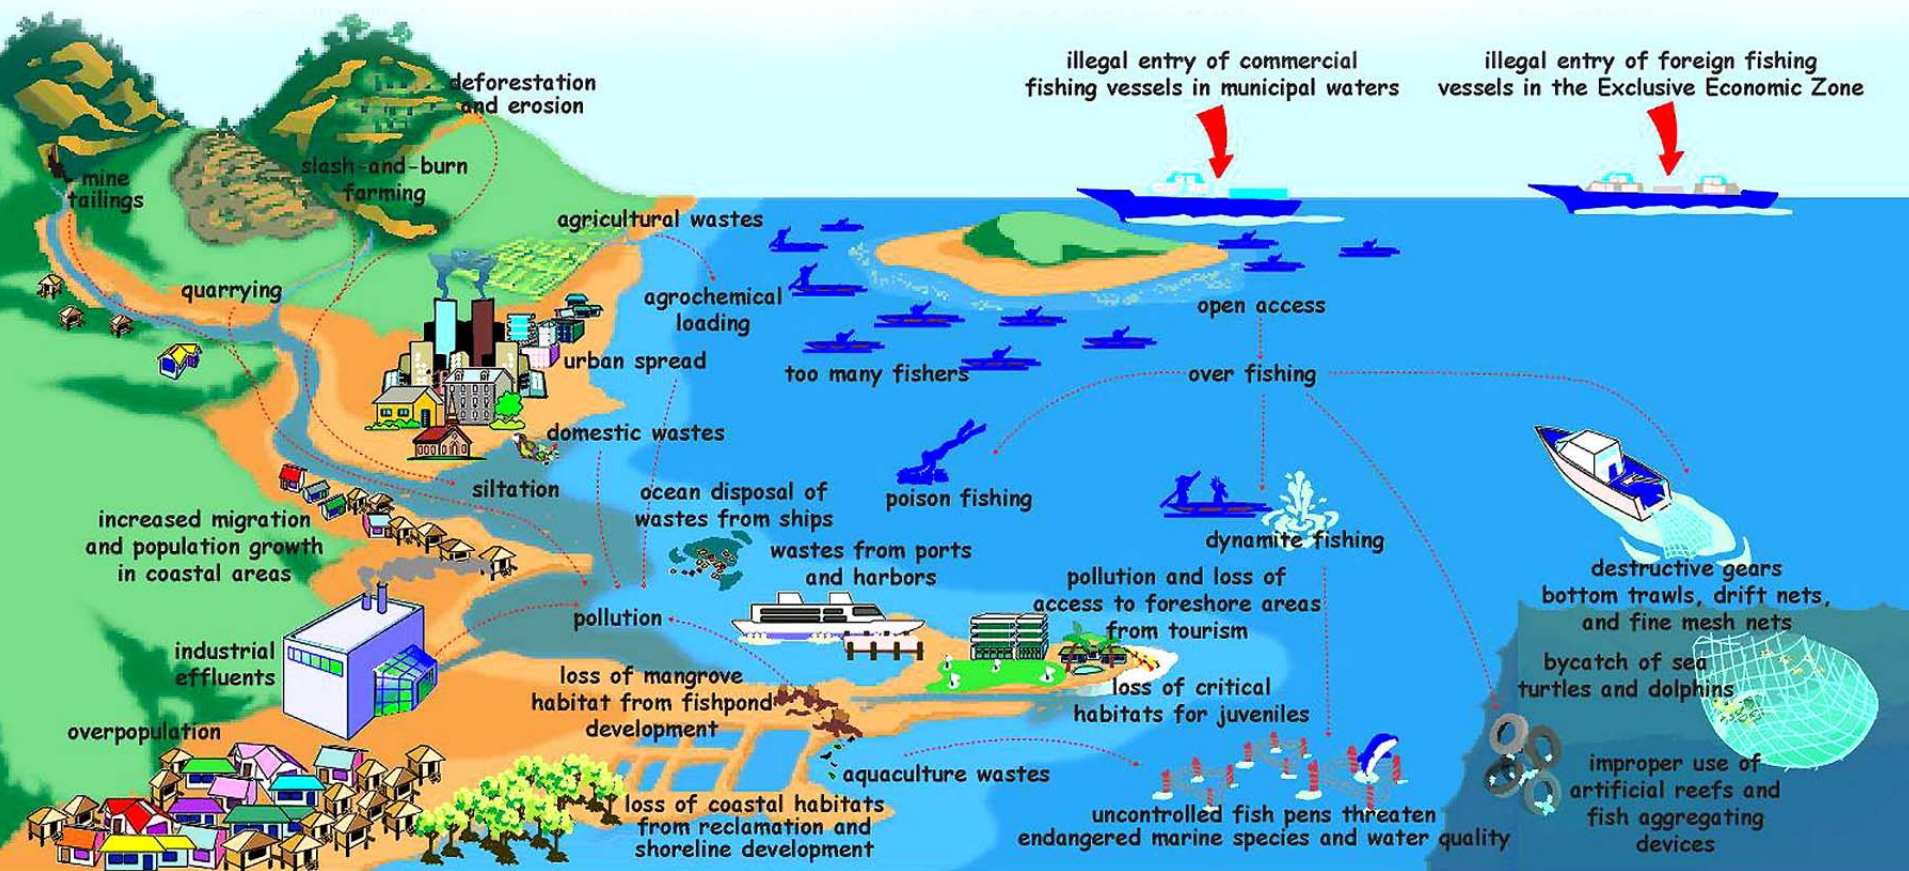 illegal entry of commercial
fishing vessels in municipal waters
illegal entry of foreign fishing
vessels in the Exclusive Economic Zone
deforestation
and erosion
slash-and-burn
farming
mine
tailings
agricultural wastes
quarrying
agrochemical
loading
open access
urban spread
too many fishers
over fishing
domestic wastes
siltation
ocean disposal of
wastes from ships
poison fishing
increased migration
and population growth
in coastal areas
wastes from ports
and harbors
dynamite fishing
pollution and loss of
access to foreshore areas
from tourism
destructive gears
bottom trawls, drift nets,
and fine mesh nets
pollution
industrial
effluents
loss of mangrove
habitat from fishpond
development
loss of critical
habitats for juveniles
bycatch of sea
turtles and dolphins
overpopulation
aquaculture wastes
improper use of
artificial reefs and
fish aggregating
devices
loss of coastal habitats
from reclamation and
shoreline development
uncontrolled fish pens threaten
endangered marine species and water quality